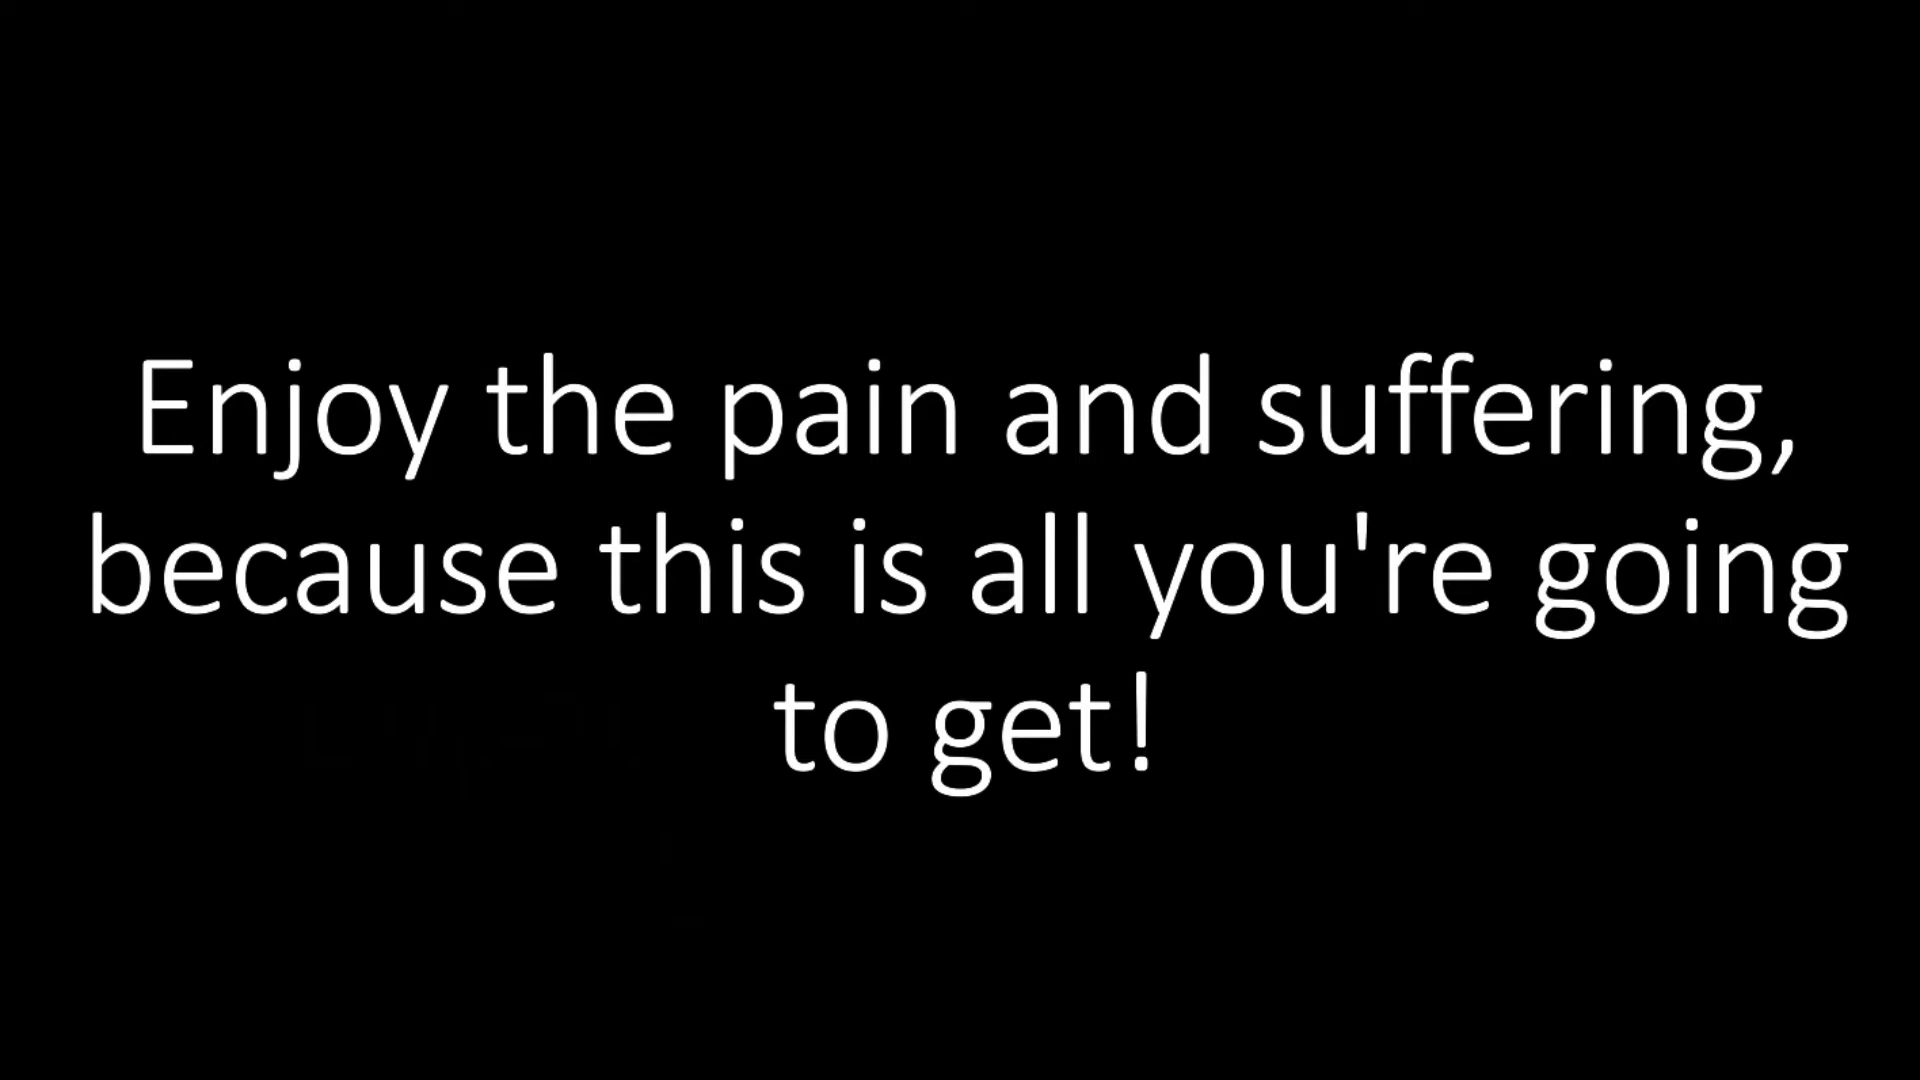 Enjoy the pain and suffering,
because this is all you're going
to get!